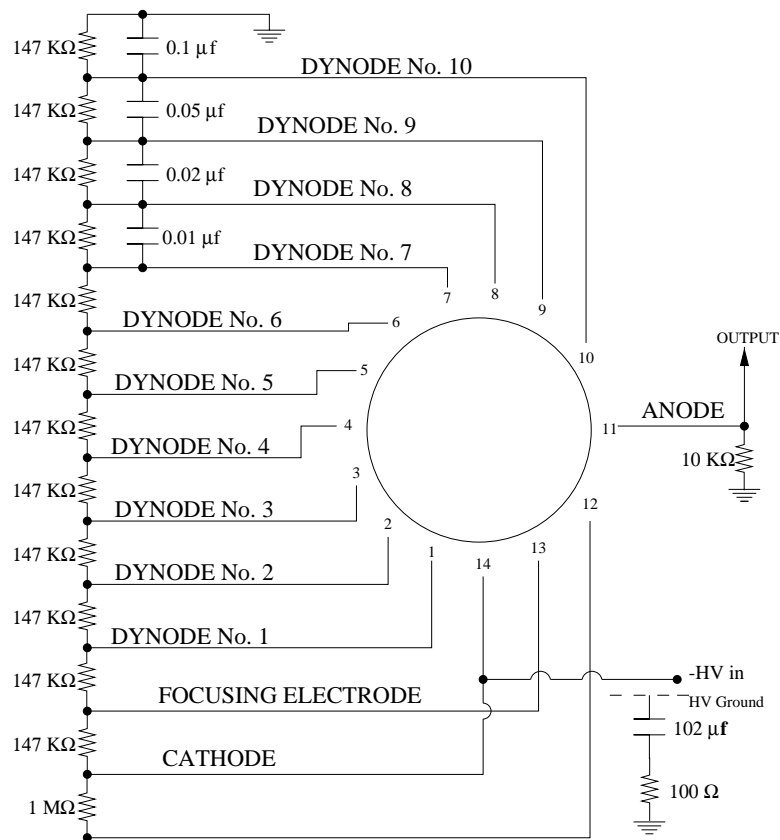 147 KΩ
0.1 µf
DYNODE No. 10
147 KΩ
0.05 µf
DYNODE No. 9
147 KΩ
0.02 µf
DYNODE No. 8
147 KΩ
0.01 µf
DYNODE No. 7
7
8
9
147 KΩ
DYNODE No. 6
6
10
OUTPUT
147 KΩ
DYNODE No. 5
5
147 KΩ
DYNODE No. 4
4
11
ANODE
10 KΩ
147 KΩ
DYNODE No. 3
3
12
147 KΩ
DYNODE No. 2
2
1
14
13
147 KΩ
DYNODE No. 1
147 KΩ
FOCUSING ELECTRODE
-HV in
HV Ground
147 KΩ
CATHODE
102 µf
1 MΩ
100 Ω